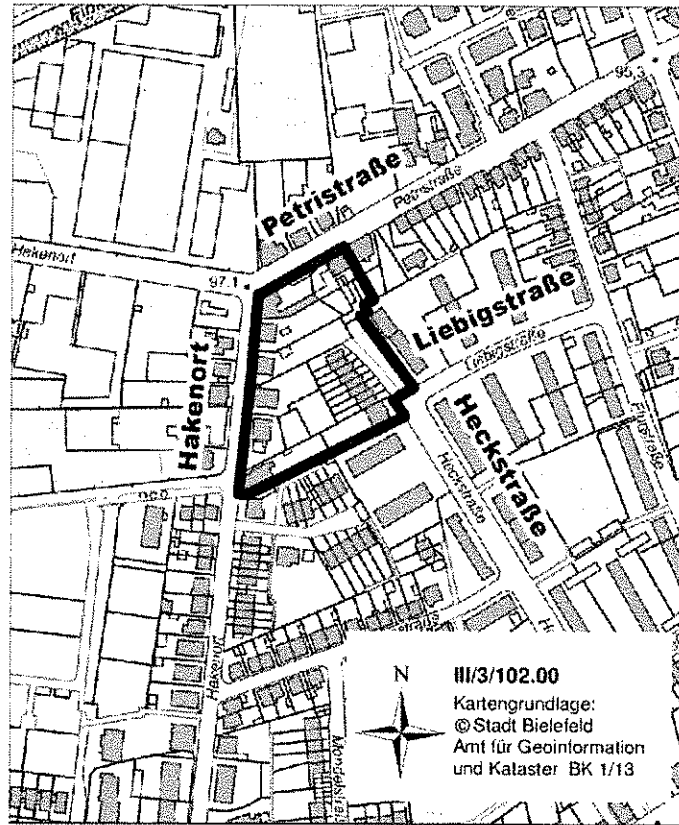 95,3
Petristraße
Petristraße
Hakenort
97,1
Liebigstraße
Liebigstraße
Hakenort
Heckstraße
Heckstraße
Hakenort
N
III/3/102.00
Kartengrundlage:
© Stadt Bielefeld
Amt für Geoinformation
und Kataster BK 1/13